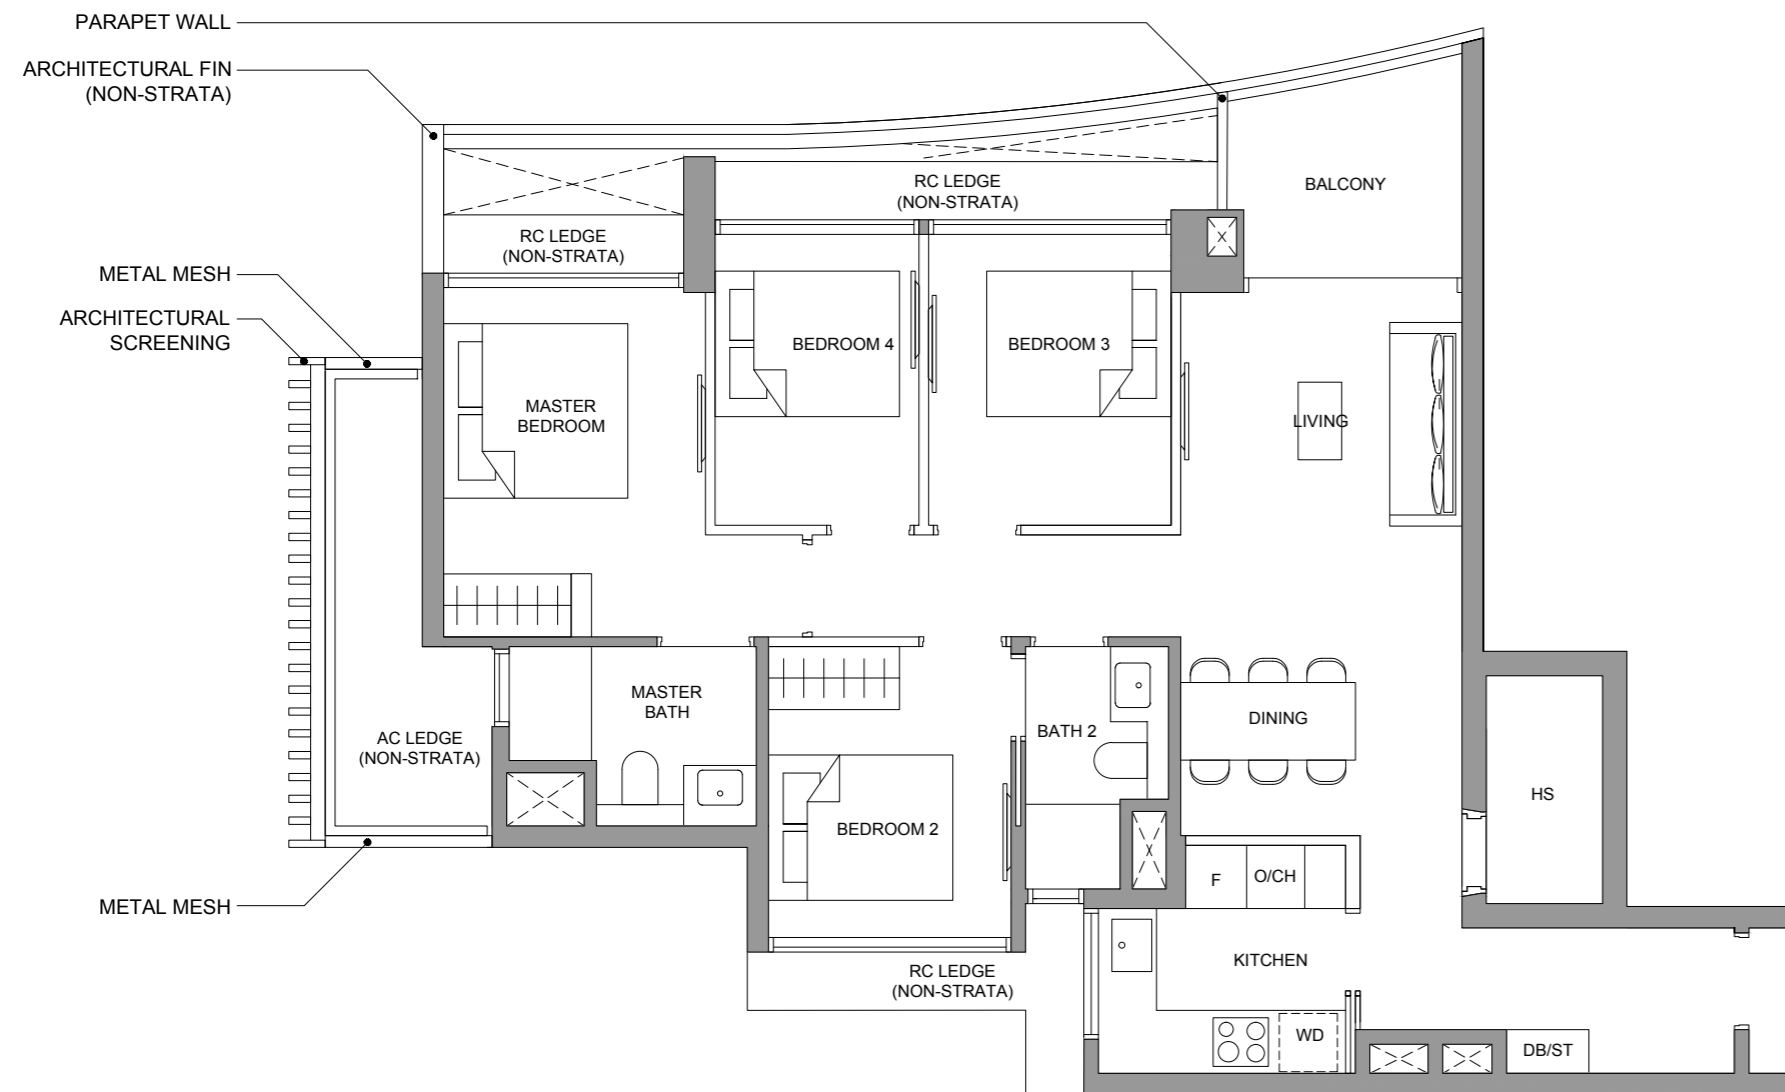 PARAPET WALL
ARCHITECTURAL FIN
(NON-STRATA)
METAL MESH
ARCHITECTURAL
SCREENING
METAL MESH
RC LEDGE
(NON-STRATA)
RC LEDGE
(NON-STRATA)
BALCONY
X
BEDROOM 4
BEDROOM 3
MASTER
BEDROOM
LIVING
MASTER
BATH
AC LEDGE
(NON-STRATA)
BATH 2
DINING
BEDROOM 2
HS
F
O/CH
KITCHEN
RC LEDGE
(NON-STRATA)
WD
DB/ST